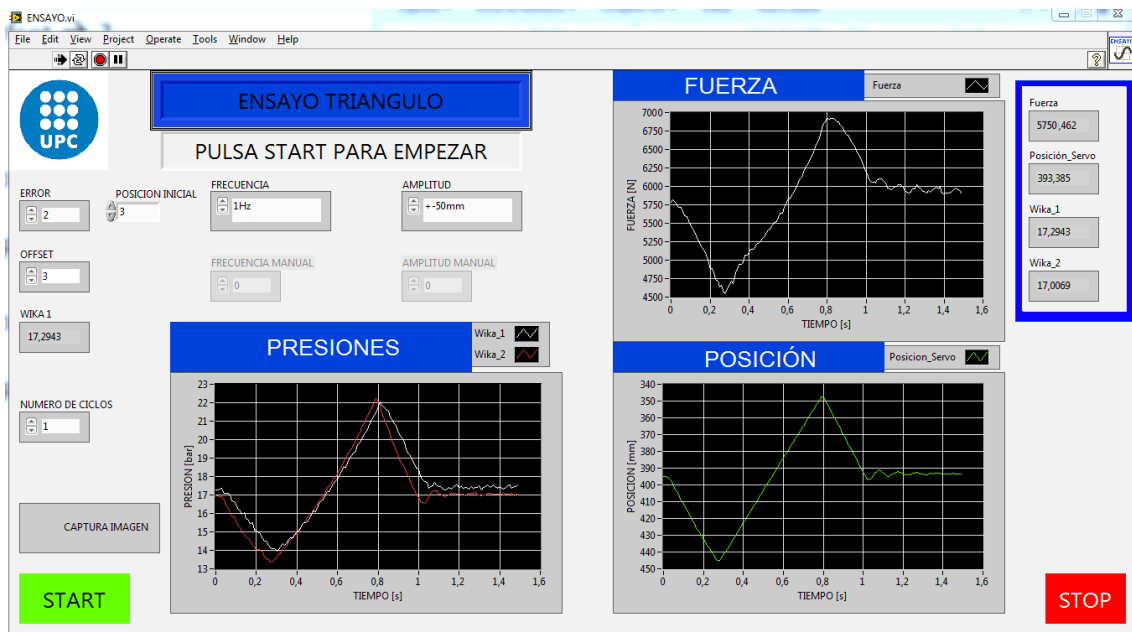 ENSAYO.vi
File Edit View Project Operate Tools Window Help
ENSAYO
UPC
ENSAYO TRIANGULO
PULSA START PARA EMPEZAR
ERROR
2
POSICION INICIAL
3
FRECUENCIA
1Hz
AMPLITUD
+-50mm
OFFSET
3
FRECUENCIA MANUAL
0
AMPLITUD MANUAL
0
WIKA 1
17,2943
NUMERO DE CICLOS
1
CAPTURA IMAGEN
START
PRESIONES
Wika_1
Wika_2
PRESION [bar]
23
22
21
20
19
18
17
16
15
14
13
0 0,2 0,4 0,6 0,8 1 1,2 1,4 1,6
TIEMPO [s]
FUERZA
Fuerza
FUERZA [N]
7000
6750
6500
6250
6000
5750
5500
5250
5000
4750
4500
0 0,2 0,4 0,6 0,8 1 1,2 1,4 1,6
TIEMPO [s]
POSICIÓN
Posicion_Servo
POSICION [mm]
340
350
360
370
380
390
400
410
420
430
440
450
0 0,2 0,4 0,6 0,8 1 1,2 1,4 1,6
TIEMPO [s]
Fuerza
5750,462
Posición_Servo
393,385
Wika_1
17,2943
Wika_2
17,0069
STOP